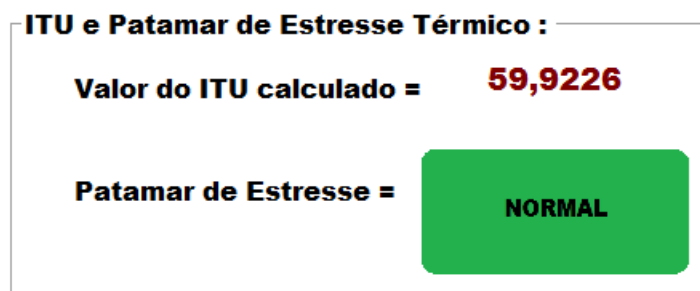 ITU e Patamar de Estresse Térmico :
Valor do ITU calculado = 59,9226
Patamar de Estresse = NORMAL